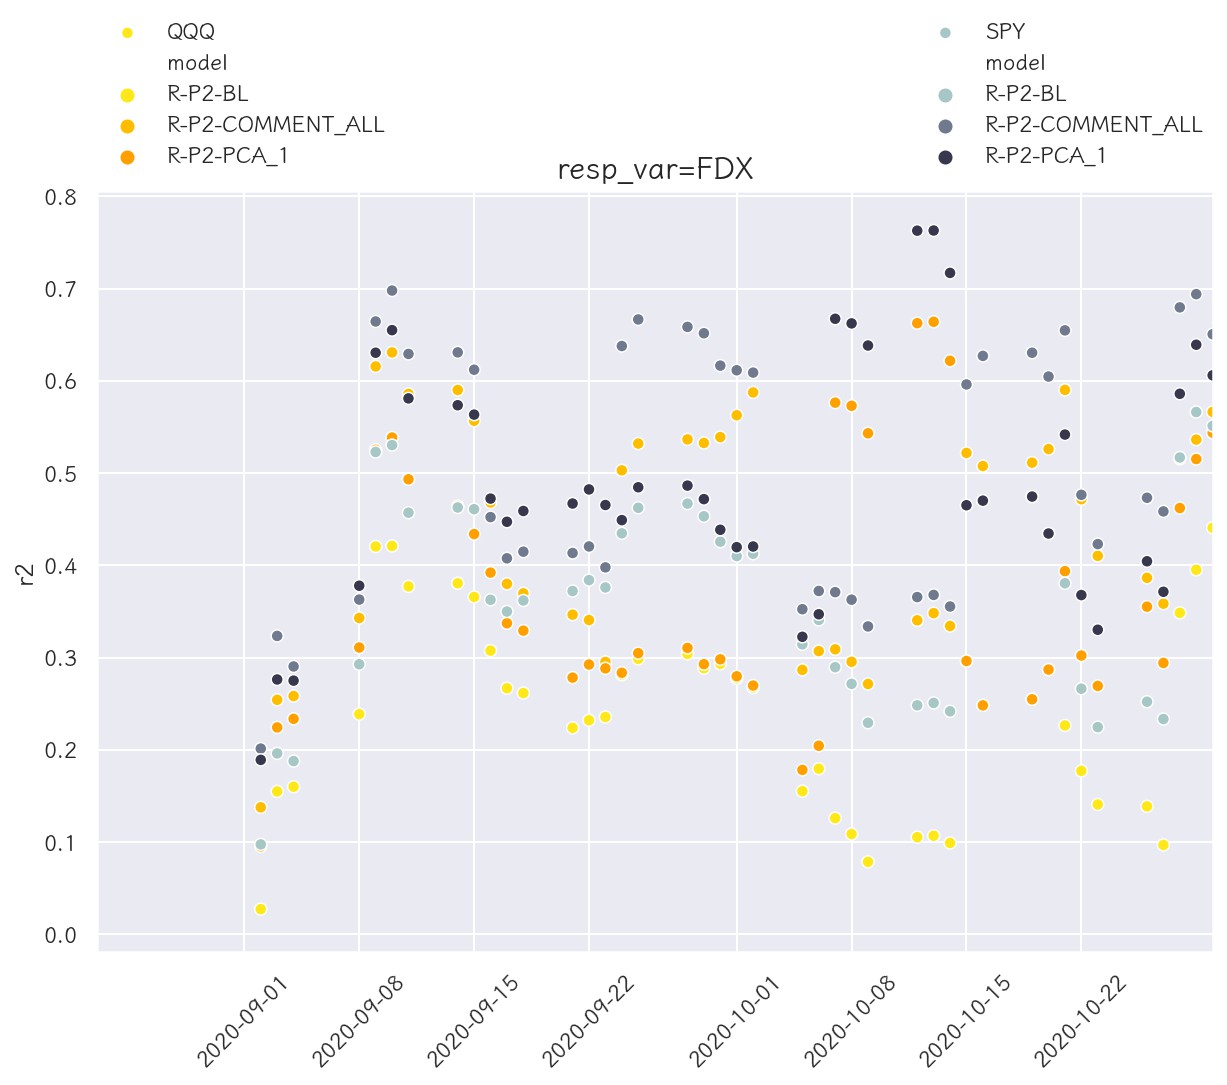 QQQ
model
R-P2-BL
R-P2-COMMENT_ALL
R-P2-PCA_1
SPY
model
R-P2-BL
R-P2-COMMENT_ALL
R-P2-PCA_1
resp_var=FDX
0.8
0.7
0.6
0.5
0.4
0.3
0.2
0.1
0.0
r2
2020-09-01
2020-09-08
2020-09-15
2020-09-22
2020-10-01
2020-10-08
2020-10-15
2020-10-22